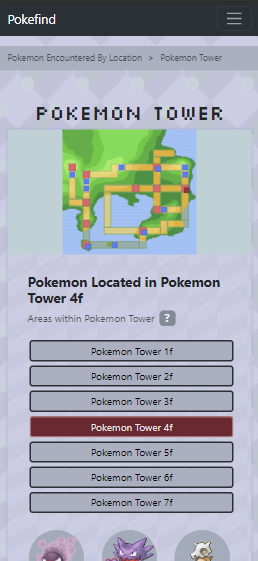 Pokefind
Pokemon Encountered By Location > Pokemon Tower
POKEMON TOWER
Pokemon Located in Pokemon
Tower 4f
Areas within Pokemon Tower ?
Pokemon Tower 1f
Pokemon Tower 2f
Pokemon Tower 3f
Pokemon Tower 4f
Pokemon Tower 5f
Pokemon Tower 6f
Pokemon Tower 7f